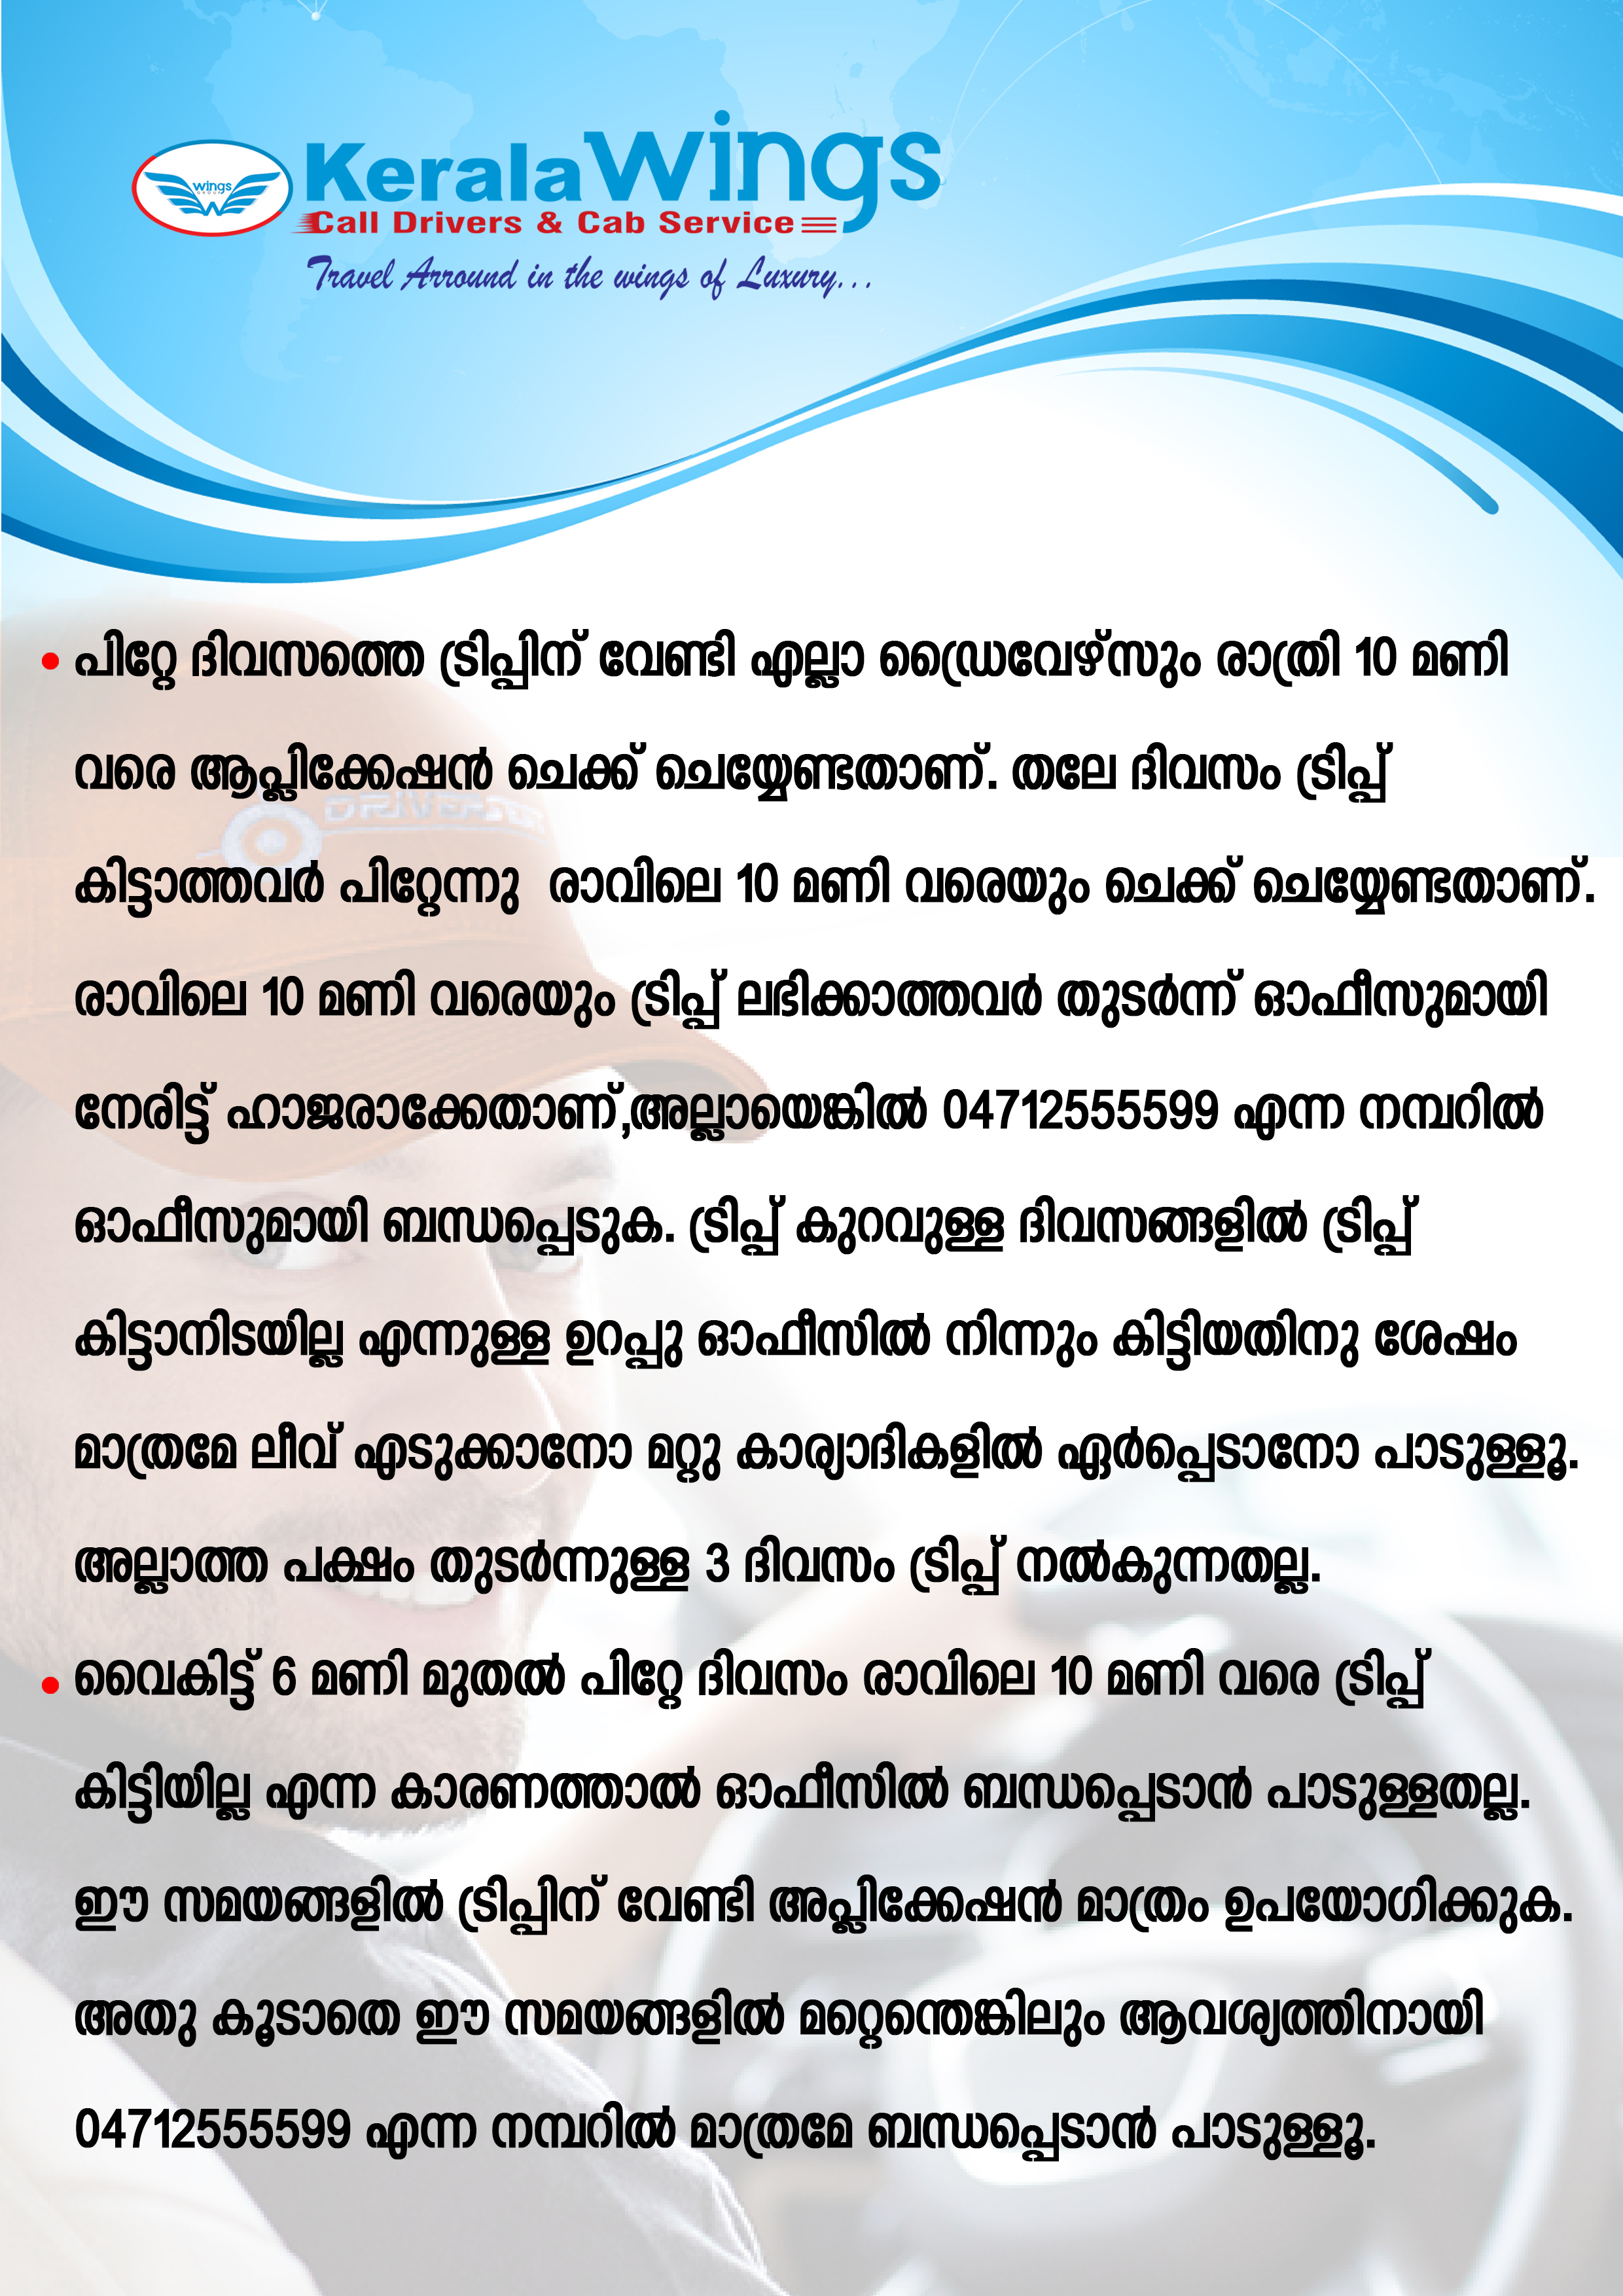 wings
GROUP
Kerala wings
Call Drivers & Cab Service
Travel Arround in the wings of Luxury...
പിറ്റേ ദിവസത്തെ ട്രിപ്പിന് വേണ്ടി എല്ലാ ഡ്രൈവേഴ്സും രാത്രി 10 മണി
വരെ ആപ്ലിക്കേഷൻ ചെക്ക് ചെയ്യേണ്ടതാണ്. തലേ ദിവസം ട്രിപ്പ്
കിട്ടാത്തവർ പിറ്റേന്നു രാവിലെ 10 മണി വരെയും ചെക്ക് ചെയ്യേണ്ടതാണ്.
രാവിലെ 10 മണി വരെയും ട്രിപ്പ് ലഭിക്കാത്തവർ തുടർന്ന് ഓഫീസുമായി
നേരിട്ട് ഹാജരാക്കേതാണ്,അല്ലായെങ്കിൽ 04712555599 എന്ന നമ്പറിൽ
ഓഫീസുമായി ബന്ധപ്പെടുക. ട്രിപ്പ് കുറവുള്ള ദിവസങ്ങളിൽ ട്രിപ്പ്
കിട്ടാനിടയില്ല എന്നുള്ള ഉറപ്പു ഓഫീസിൽ നിന്നും കിട്ടിയതിനു ശേഷം
മാത്രമേ ലീവ് എടുക്കാനോ മറ്റു കാര്യാദികളിൽ ഏർപ്പെടാനോ പാടുള്ളൂ.
അല്ലാത്ത പക്ഷം തുടർന്നുള്ള 3 ദിവസം ട്രിപ്പ് നൽകുന്നതല്ല.
വൈകിട്ട് 6 മണി മുതൽ പിറ്റേ ദിവസം രാവിലെ 10 മണി വരെ ട്രിപ്പ്
കിട്ടിയില്ല എന്ന കാരണത്താൽ ഓഫീസിൽ ബന്ധപ്പെടാൻ പാടുള്ളതല്ല.
ഈ സമയങ്ങളിൽ ട്രിപ്പിന് വേണ്ടി അപ്ലിക്കേഷൻ മാത്രം ഉപയോഗിക്കുക.
അതു കൂടാതെ ഈ സമയങ്ങളിൽ മറ്റെന്തെങ്കിലും ആവശ്യത്തിനായി
04712555599 എന്ന നമ്പറിൽ മാത്രമേ ബന്ധപ്പെടാൻ പാടുള്ളൂ.